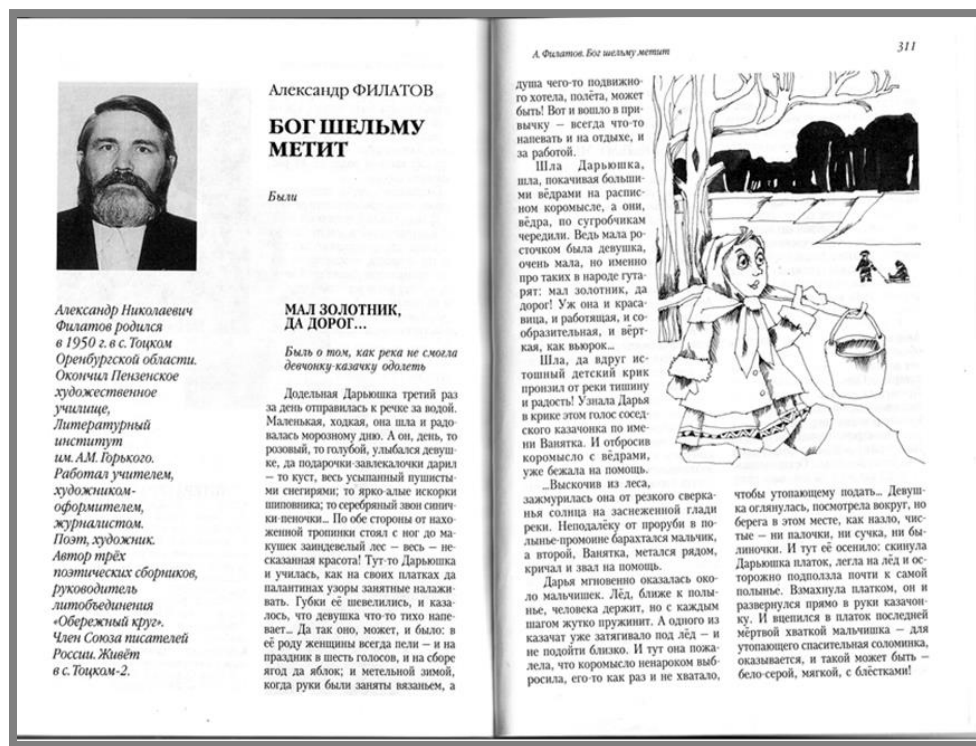 Александр ФИЛАТОВ
БОГ ШЕЛЬМУ
МЕТИТ
Были
Александр Николаевич
Филатов родился
в 1950 г. в с. Тоцком
Оренбургской области.
Окончил Пензенское
художественное
училище,
Литературный
институт
им. А.М. Горького.
Работал учителем,
художником-
оформителем,
журналистом.
Поэт, художник.
Автор трёх
поэтических сборников,
руководитель
литобъединения
«Обережный круг».
Член Союза писателей
России. Живёт
в с. Тоцком-2.
МАЛ ЗОЛОТНИК,
ДА ДОРОГ...
Быль о том, как река не смогла
девчонку-казачку одолеть
Додельная Дарьюшка третий раз
за день отправилась к речке за водой.
Маленькая, ходкая, она шла и радо-
валась морозному дню. А он, день, то
розовый, то голубой, улыбался девуш-
ке, да подарочки-завлекалочки дарил
— то куст, весь усыпанный пушисты-
ми снегирями; то ярко-алые искорки
шиповника; то серебряный звон синич-
ки-пеночки... По обе стороны от нахо-
женной тропинки стоял с ног до ма-
кушек заиндевелый лес — весь — не-
сказанная красота! Тут-то Дарьюшка
и училась, как на своих платках да
палантинах узоры занятные налажи-
вать. Губки её шевелились, и каза-
лось, что девушка что-то тихо напе-
вает... Да так оно, может, и было: в
её роду женщины всегда пели — и на
праздник в шесть голосов, и на сборе
ягод да яблок; и метельной зимой,
когда руки были заняты вязаньем, а
А. Филатов. Бог шельму метит
311
душа чего-то подвижно-
го хотела, полёта, может
быть! Вот и вошло в при-
вычку — всегда что-то
напевать и на отдыхе, и
за работой.
Шла Дарьюшка,
шла, покачивая больши-
ми вёдрами на распис-
ном коромысле, а они,
вёдра, по сугробчикам
чередили. Ведь мала ро-
сточком была девушка,
очень мала, но именно
про таких в народе гута-
рят: мал золотник, да
дорог! Уж она и краса-
вица, и работящая, и со-
образительная, и вёрт-
кая, как вьюрок...
Шла, да вдруг ис-
тошный детский крик
пронзил от реки тишину
и радость! Узнала Дарья
в крике этом голос сосед-
ского казачонка по име-
ни Ванятка. И отбросив
коромысло с вёдрами,
уже бежала на помощь.
...Выскочив из леса,
зажмурилась она от резкого сверка-
нья солнца на заснеженной глади
реки. Неподалёку от проруби в по-
лынье-промоине барахтался мальчик,
а второй, Ванятка, метался рядом,
кричал и звал на помощь.
Дарья мгновенно оказалась око-
ло мальчишек. Лёд, ближе к полы-
нье, человека держит, но с каждым
шагом жутко пружинит. А одного из
казачат уже затягивало под лёд — и
не подойти близко. И тут она пожа-
лела, что коромысло ненароком выб-
росила, его-то как раз и не хватало,
чтобы утопающему подать... Девуш-
ка оглянулась, посмотрела вокруг, но
берега в этом месте, как назло, чис-
тые — ни палочки, ни сучка, ни бы-
линочки. И тут её осенило: скинула
Дарьюшка платок, легла на лёд и ос-
торожно подползла почти к самой
полынье. Взмахнула платком, он и
развернулся прямо в руки казачон-
ку. И вцепился в платок последней
мёртвой хваткой мальчишка — для
утопающего спасительная соломинка,
оказывается, и такой может быть —
бело-серой, мягкой, с блёстками!